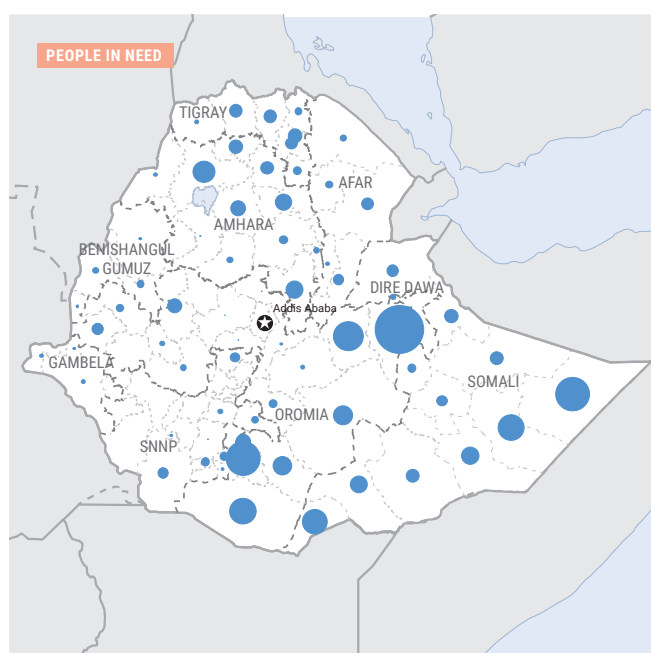 PEOPLE IN NEED
TIGRAY
AFAR
AMHARA
BENISHANGUL
GUMUZ
DIRE DAWA
Addis Ababa
GAMBELA
SOMALI
OROMIA
SNNP